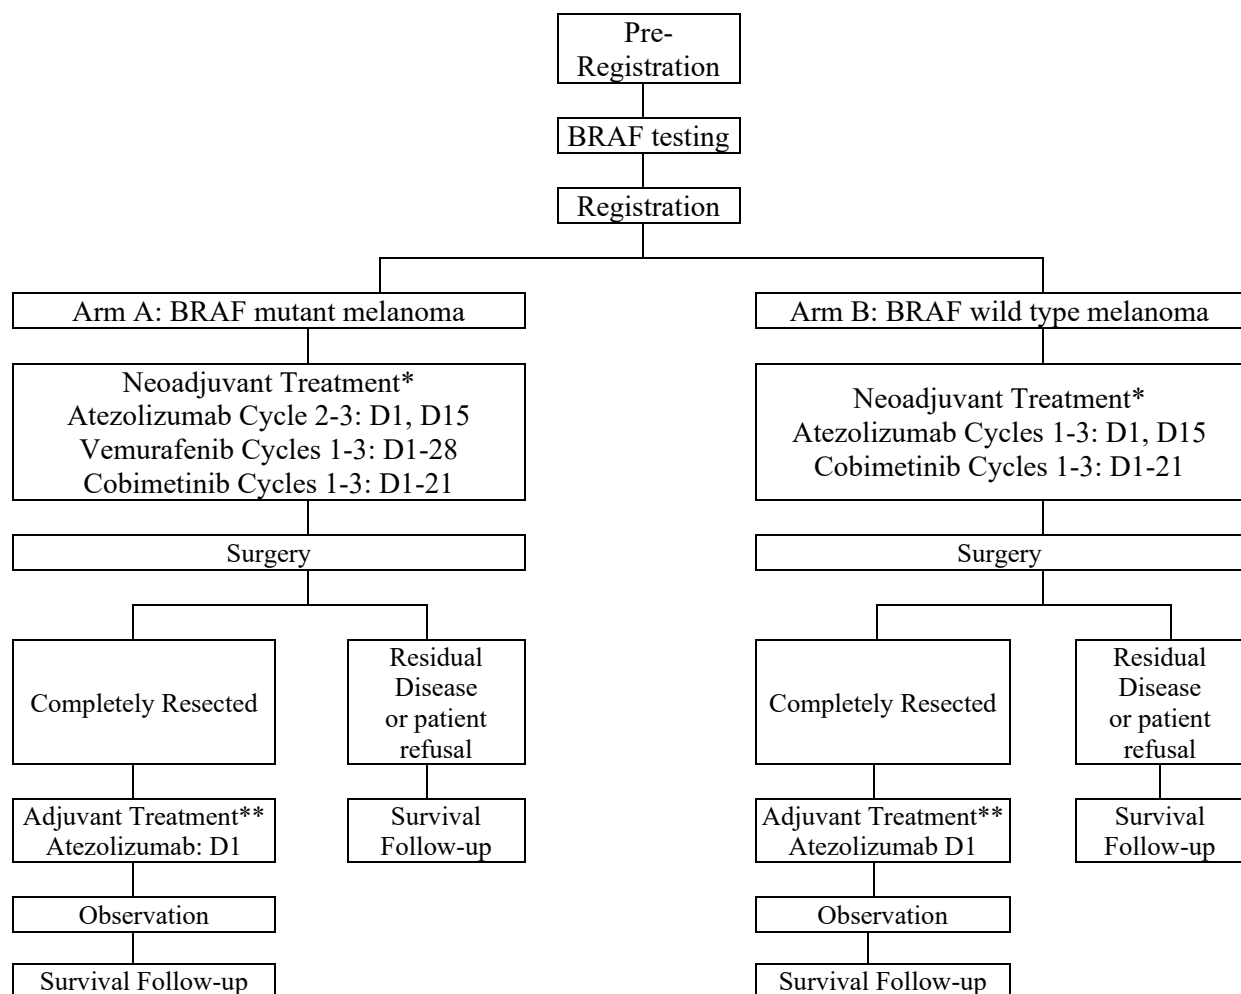 Pre-
Registration
BRAF testing
Registration
Arm A: BRAF mutant melanoma
Arm B: BRAF wild type melanoma
Neoadjuvant Treatment*
Atezolizumab Cycle 2-3: D1, D15
Vemurafenib Cycles 1-3: D1-28
Cobimetinib Cycles 1-3: D1-21
Neoadjuvant Treatment*
Atezolizumab Cycles 1-3: D1, D15
Cobimetinib Cycles 1-3: D1-21
Surgery
Surgery
Completely Resected
Residual
Disease
or patient
refusal
Completely Resected
Residual
Disease
or patient
refusal
Adjuvant Treatment**
Atezolizumab: D1
Survival
Follow-up
Adjuvant Treatment**
Atezolizumab D1
Survival
Follow-up
Observation
Observation
Survival Follow-up
Survival Follow-up